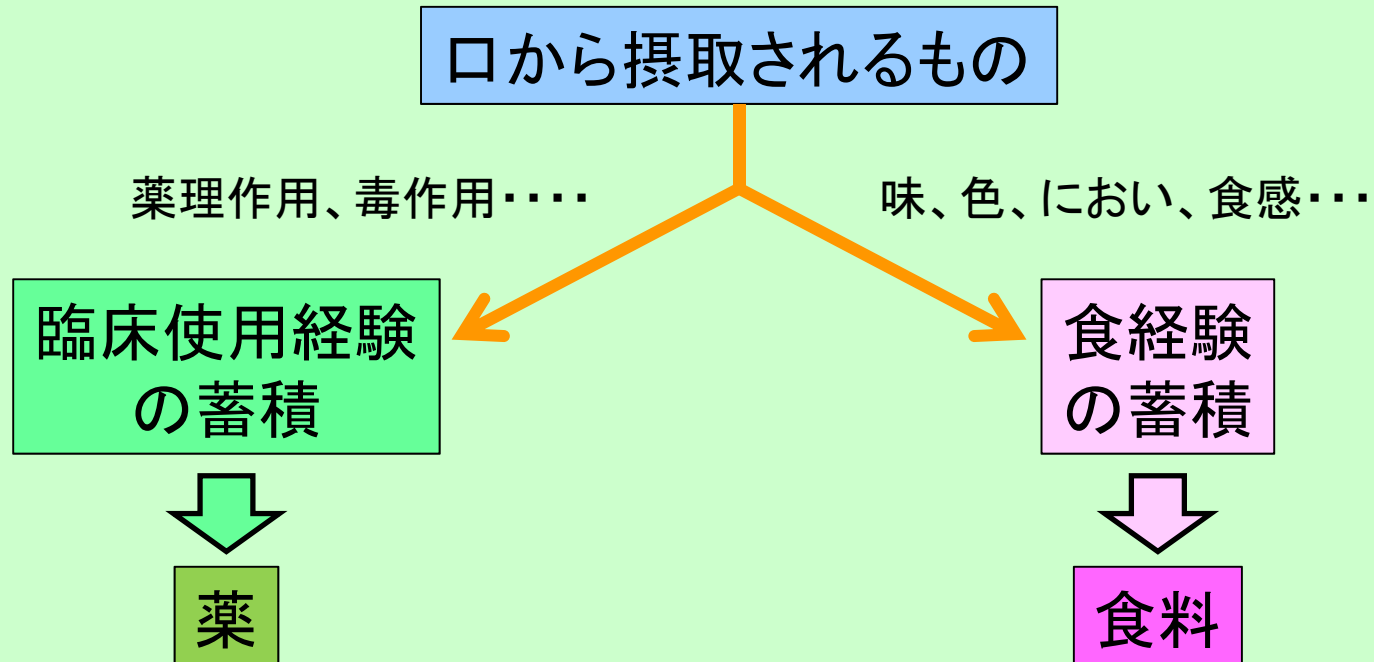 口から摂取されるもの
薬理作用、毒作用････
味、色、におい、食感･･･
臨床使用経験
の蓄積
食経験
の蓄積
薬
食料